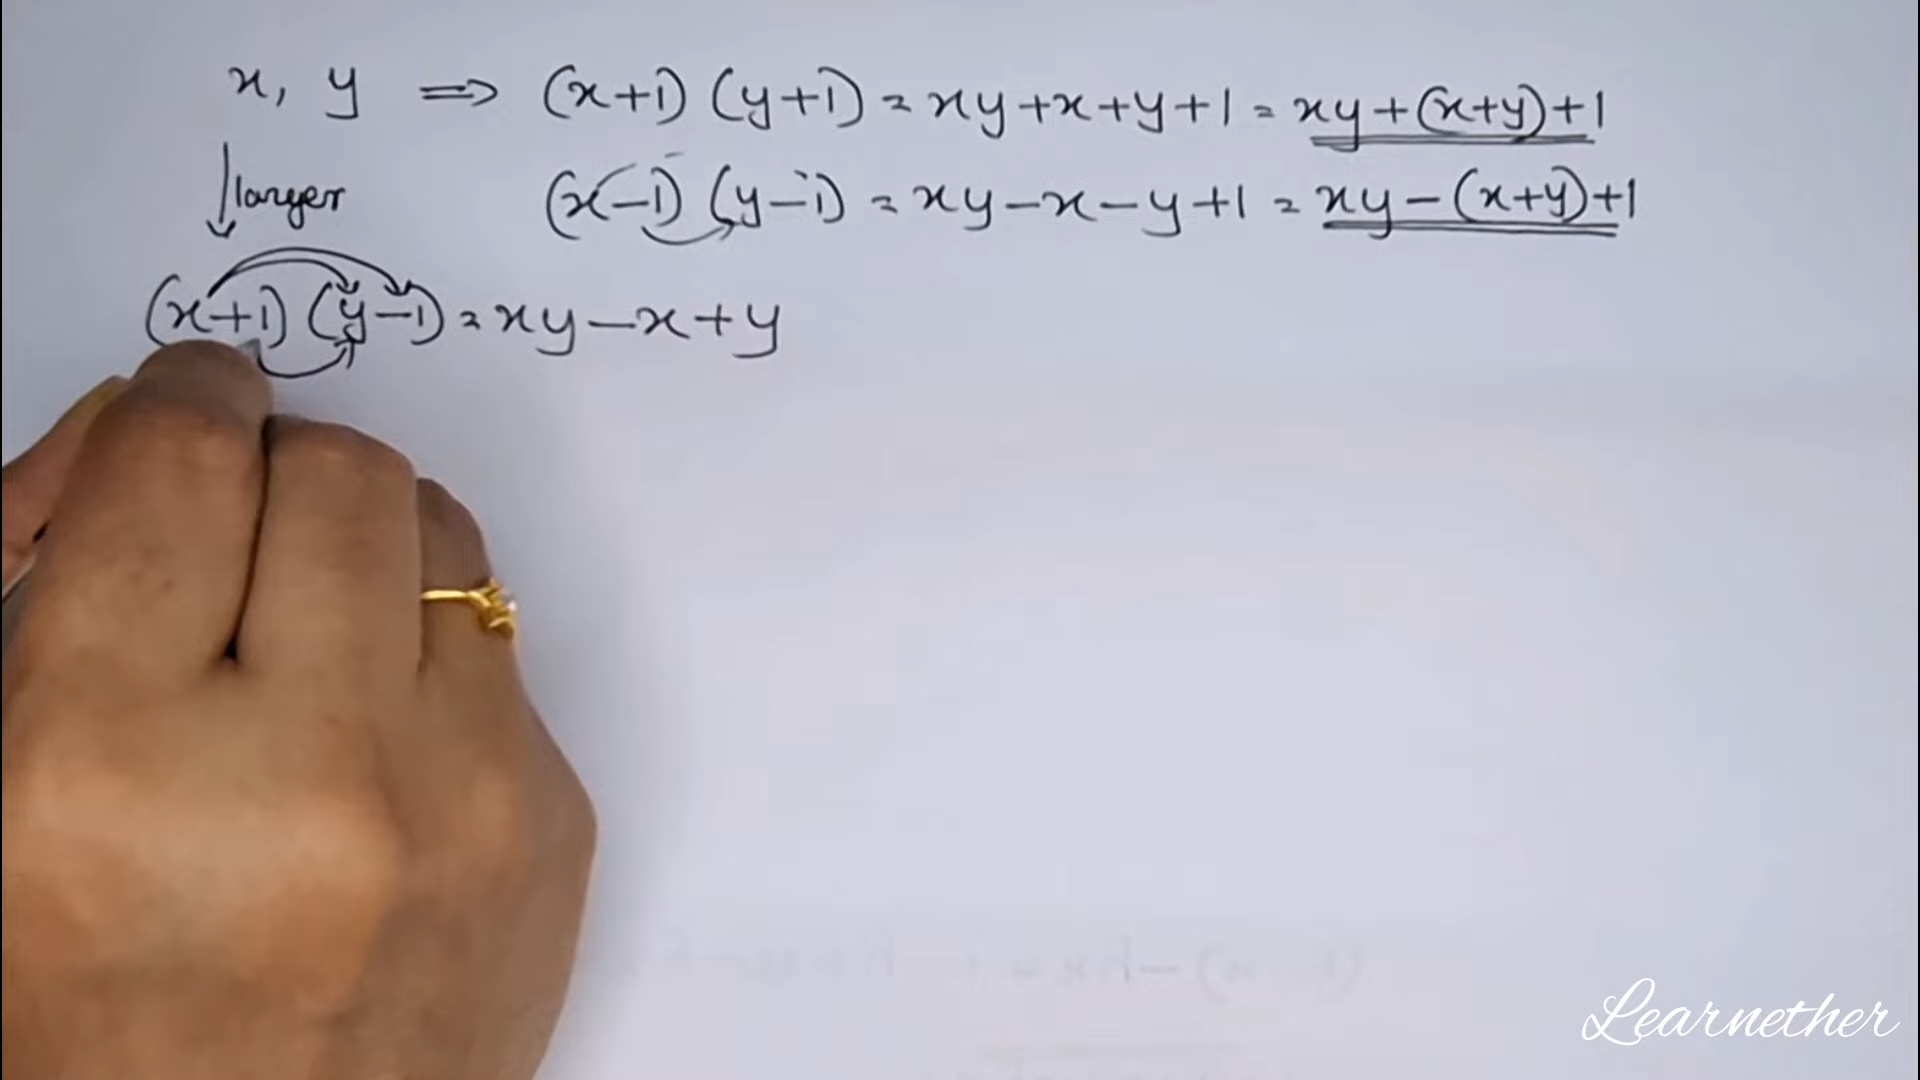 x, y ⟹ (x+1) (y+1) = xy+x+y+1 = xy+(x+y)+1
larger (x-1) (y-1) = xy-x-y+1 = xy-(x+y)+1
(x+1) (y-1) = xy-x+y
Learnether